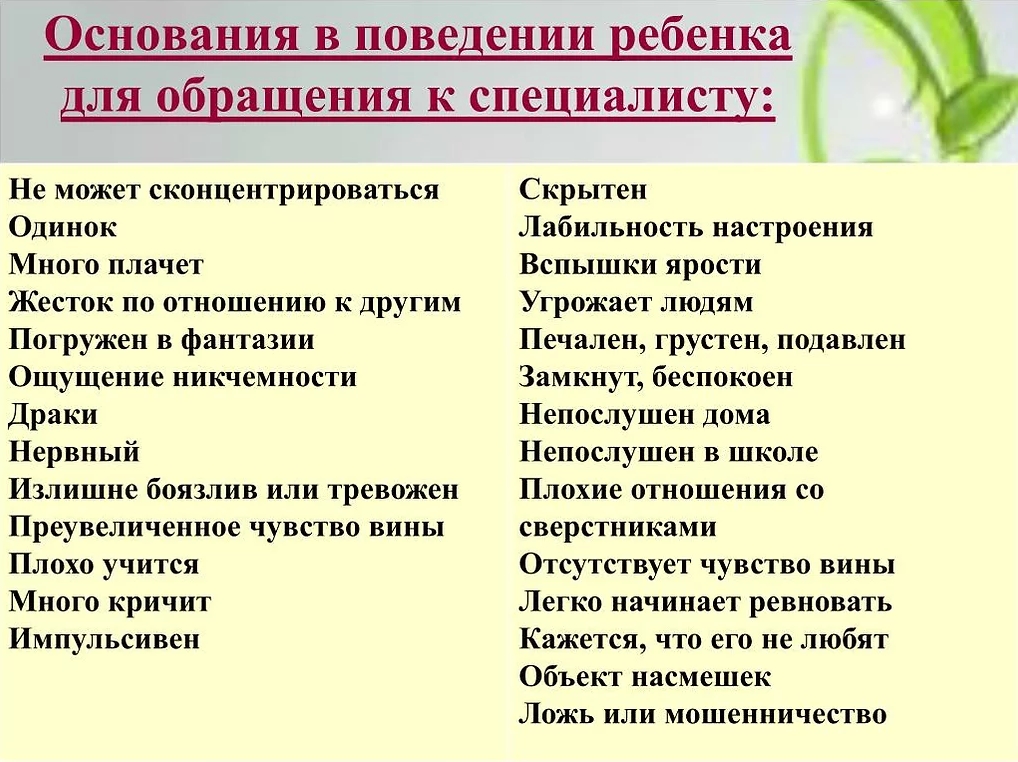 Основания в поведении ребенка
для обращения к специалисту:
Не может сконцентрироваться
Одинок
Много плачет
Жесток по отношению к другим
Погружен в фантазии
Ощущение никчемности
Драки
Нервный
Излишне боязлив или тревожен
Преувеличенное чувство вины
Плохо учится
Много кричит
Импульсивен
Скрытен
Лабильность настроения
Вспышки ярости
Угрожает людям
Печален, грустен, подавлен
Замкнут, беспокоен
Непослушен дома
Непослушен в школе
Плохие отношения со
сверстниками
Отсутствует чувство вины
Легко начинает ревновать
Кажется, что его не любят
Объект насмешек
Ложь или мошенничество